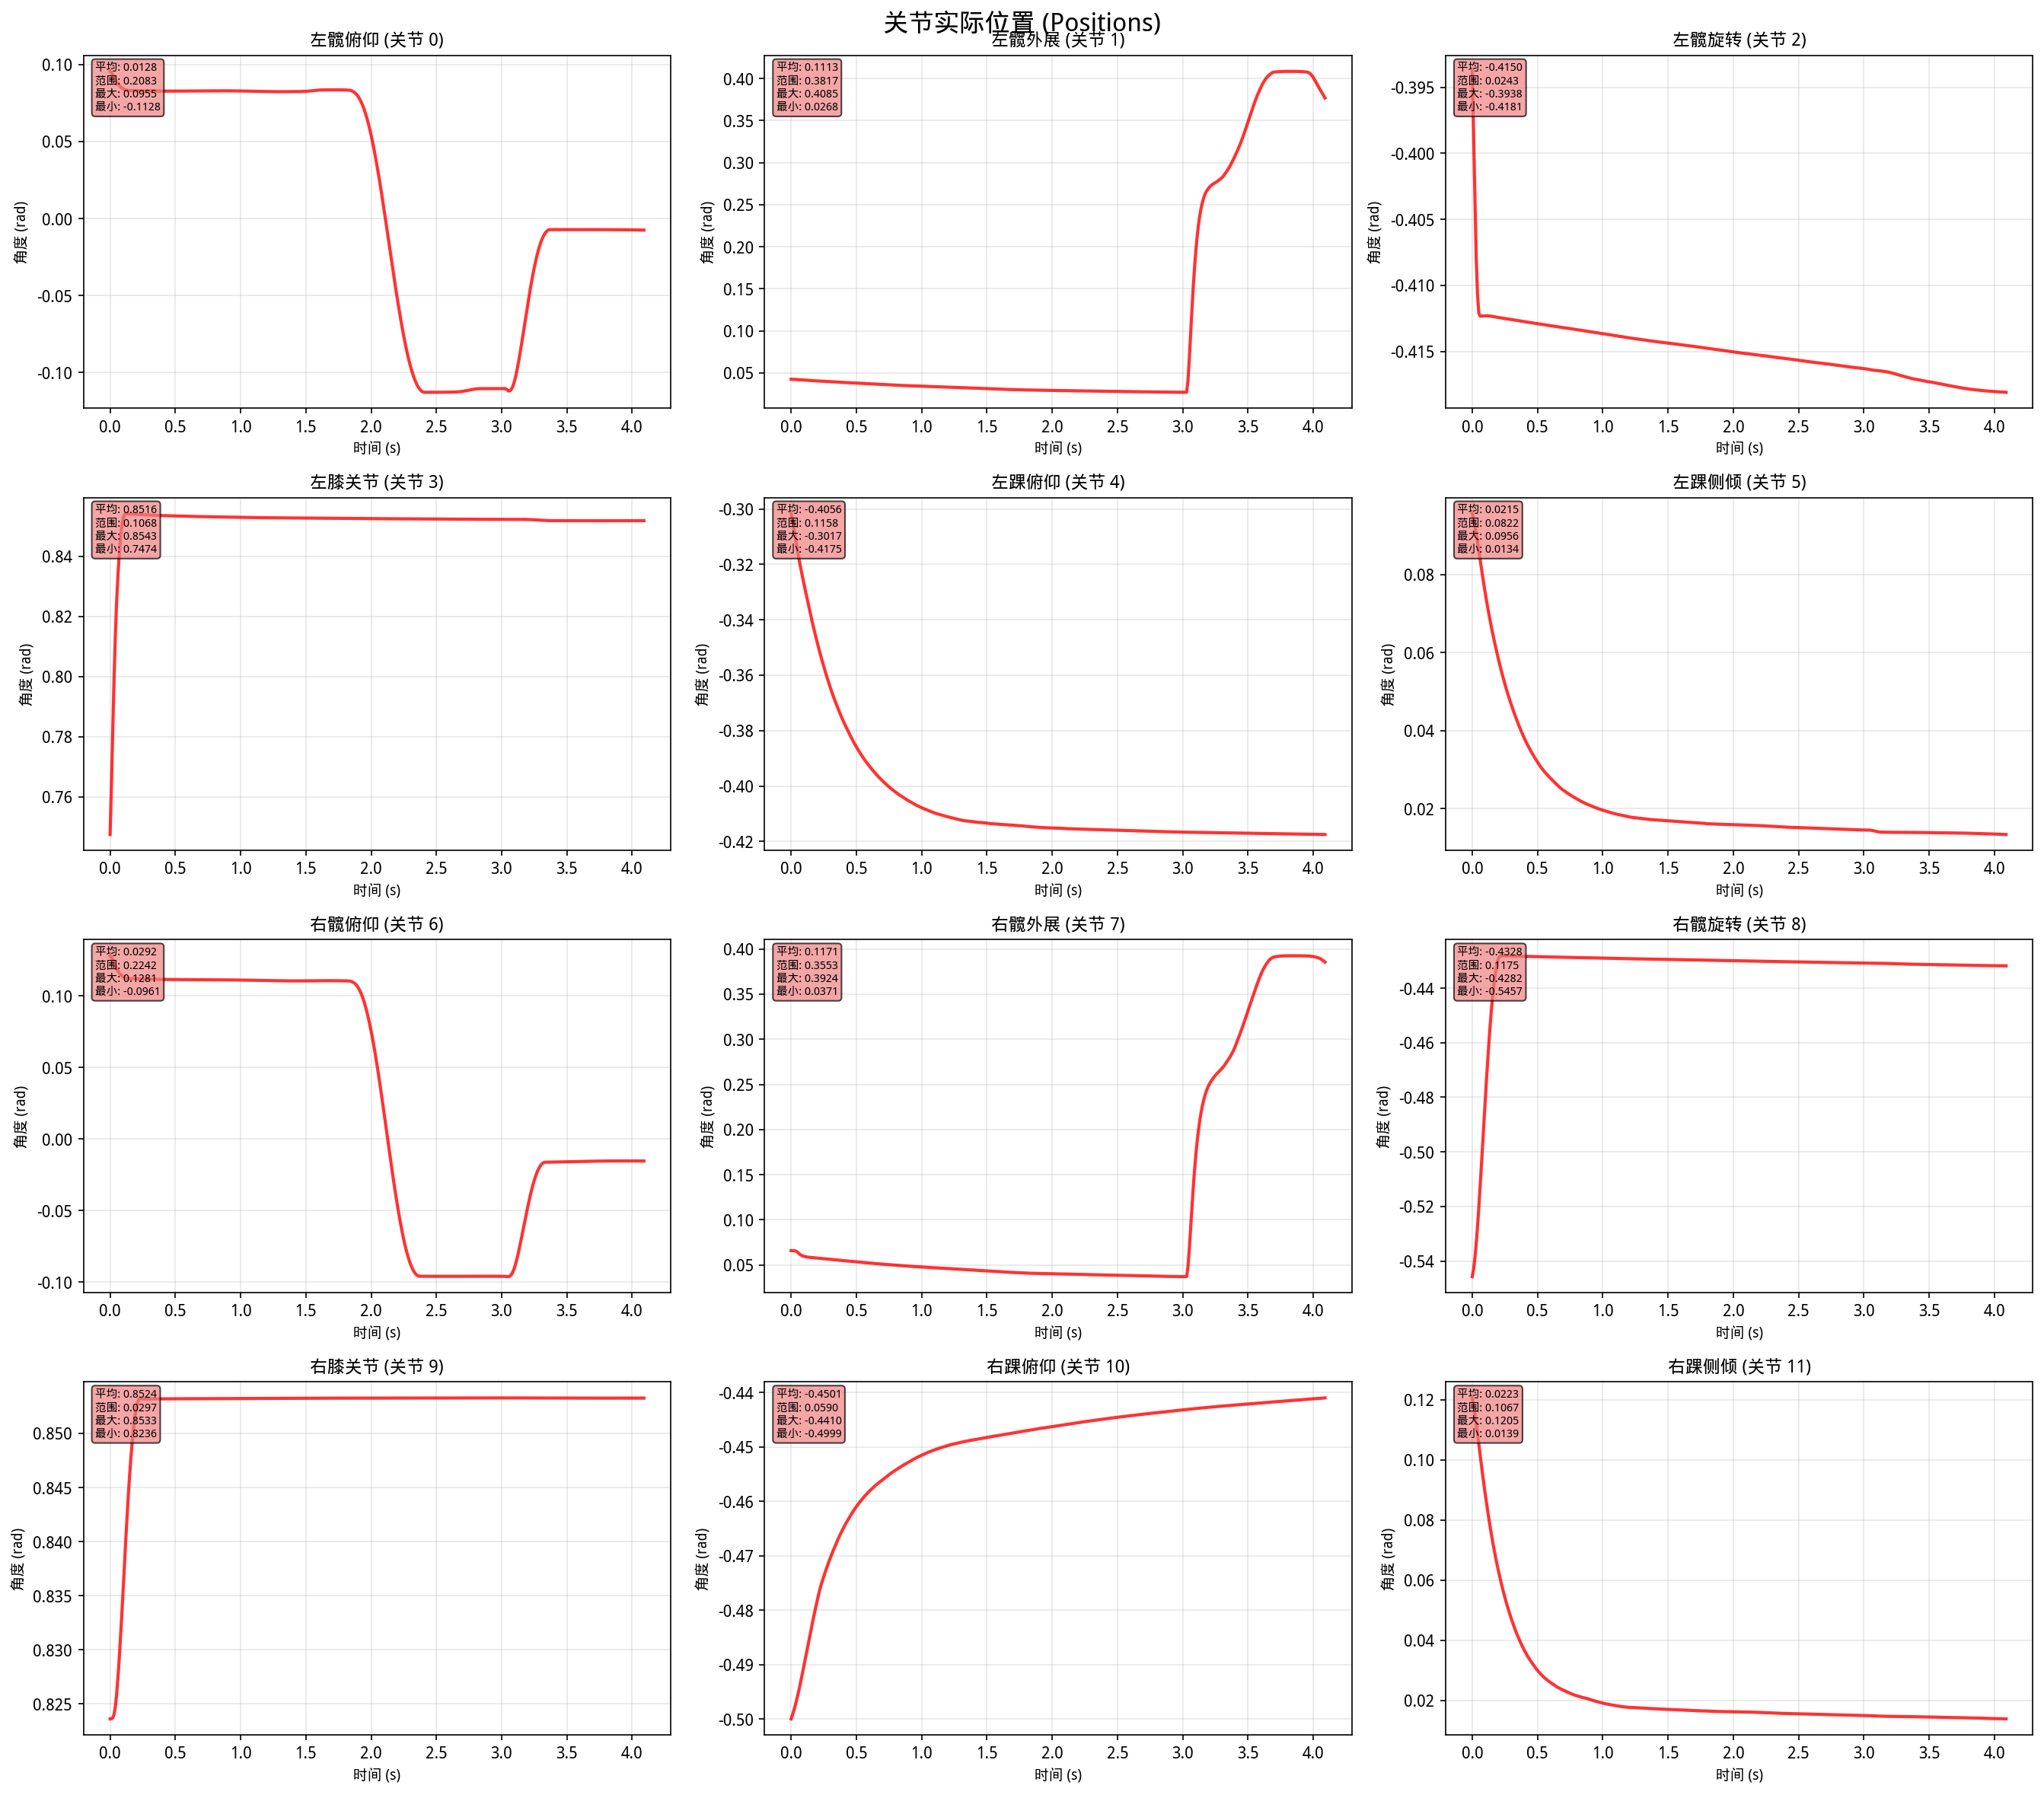 关节实际位置 (Positions)
左髋俯仰 (关节 0)
平均: 0.0128
范围: 0.2083
最大: 0.0955
最小: -0.1128
角度 (rad)
0.10
0.05
0.00
-0.05
-0.10
0.0 0.5 1.0 1.5 2.0 2.5 3.0 3.5 4.0
时间 (s)
左髋外展 (关节 1)
平均: 0.1113
范围: 0.3817
最大: 0.4085
最小: 0.0268
角度 (rad)
0.40
0.35
0.30
0.25
0.20
0.15
0.10
0.05
0.0 0.5 1.0 1.5 2.0 2.5 3.0 3.5 4.0
时间 (s)
左髋旋转 (关节 2)
平均: -0.4150
范围: 0.0243
最大: -0.3938
最小: -0.4181
角度 (rad)
-0.395
-0.400
-0.405
-0.410
-0.415
0.0 0.5 1.0 1.5 2.0 2.5 3.0 3.5 4.0
时间 (s)
左膝关节 (关节 3)
平均: 0.8516
范围: 0.1068
最大: 0.8543
最小: 0.7474
角度 (rad)
0.84
0.82
0.80
0.78
0.76
0.0 0.5 1.0 1.5 2.0 2.5 3.0 3.5 4.0
时间 (s)
左踝俯仰 (关节 4)
平均: -0.4056
范围: 0.1158
最大: -0.3017
最小: -0.4175
角度 (rad)
-0.30
-0.32
-0.34
-0.36
-0.38
-0.40
-0.42
0.0 0.5 1.0 1.5 2.0 2.5 3.0 3.5 4.0
时间 (s)
左踝侧倾 (关节 5)
平均: 0.0215
范围: 0.0822
最大: 0.0956
最小: 0.0134
角度 (rad)
0.08
0.06
0.04
0.02
0.0 0.5 1.0 1.5 2.0 2.5 3.0 3.5 4.0
时间 (s)
右髋俯仰 (关节 6)
平均: 0.0292
范围: 0.2242
最大: 0.1281
最小: -0.0961
角度 (rad)
0.10
0.05
0.00
-0.05
-0.10
0.0 0.5 1.0 1.5 2.0 2.5 3.0 3.5 4.0
时间 (s)
右髋外展 (关节 7)
平均: 0.1171
范围: 0.3553
最大: 0.3924
最小: 0.0371
角度 (rad)
0.40
0.35
0.30
0.25
0.20
0.15
0.10
0.05
0.0 0.5 1.0 1.5 2.0 2.5 3.0 3.5 4.0
时间 (s)
右髋旋转 (关节 8)
平均: -0.4328
范围: 0.1175
最大: -0.4282
最小: -0.5457
角度 (rad)
-0.44
-0.46
-0.48
-0.50
-0.52
-0.54
0.0 0.5 1.0 1.5 2.0 2.5 3.0 3.5 4.0
时间 (s)
右膝关节 (关节 9)
平均: 0.8524
范围: 0.0297
最大: 0.8533
最小: 0.8236
角度 (rad)
0.850
0.845
0.840
0.835
0.830
0.825
0.0 0.5 1.0 1.5 2.0 2.5 3.0 3.5 4.0
时间 (s)
右踝俯仰 (关节 10)
平均: -0.4501
范围: 0.0590
最大: -0.4410
最小: -0.4999
角度 (rad)
-0.44
-0.45
-0.46
-0.47
-0.48
-0.49
-0.50
0.0 0.5 1.0 1.5 2.0 2.5 3.0 3.5 4.0
时间 (s)
右踝侧倾 (关节 11)
平均: 0.0223
范围: 0.1067
最大: 0.1205
最小: 0.0139
角度 (rad)
0.12
0.10
0.08
0.06
0.04
0.02
0.0 0.5 1.0 1.5 2.0 2.5 3.0 3.5 4.0
时间 (s)